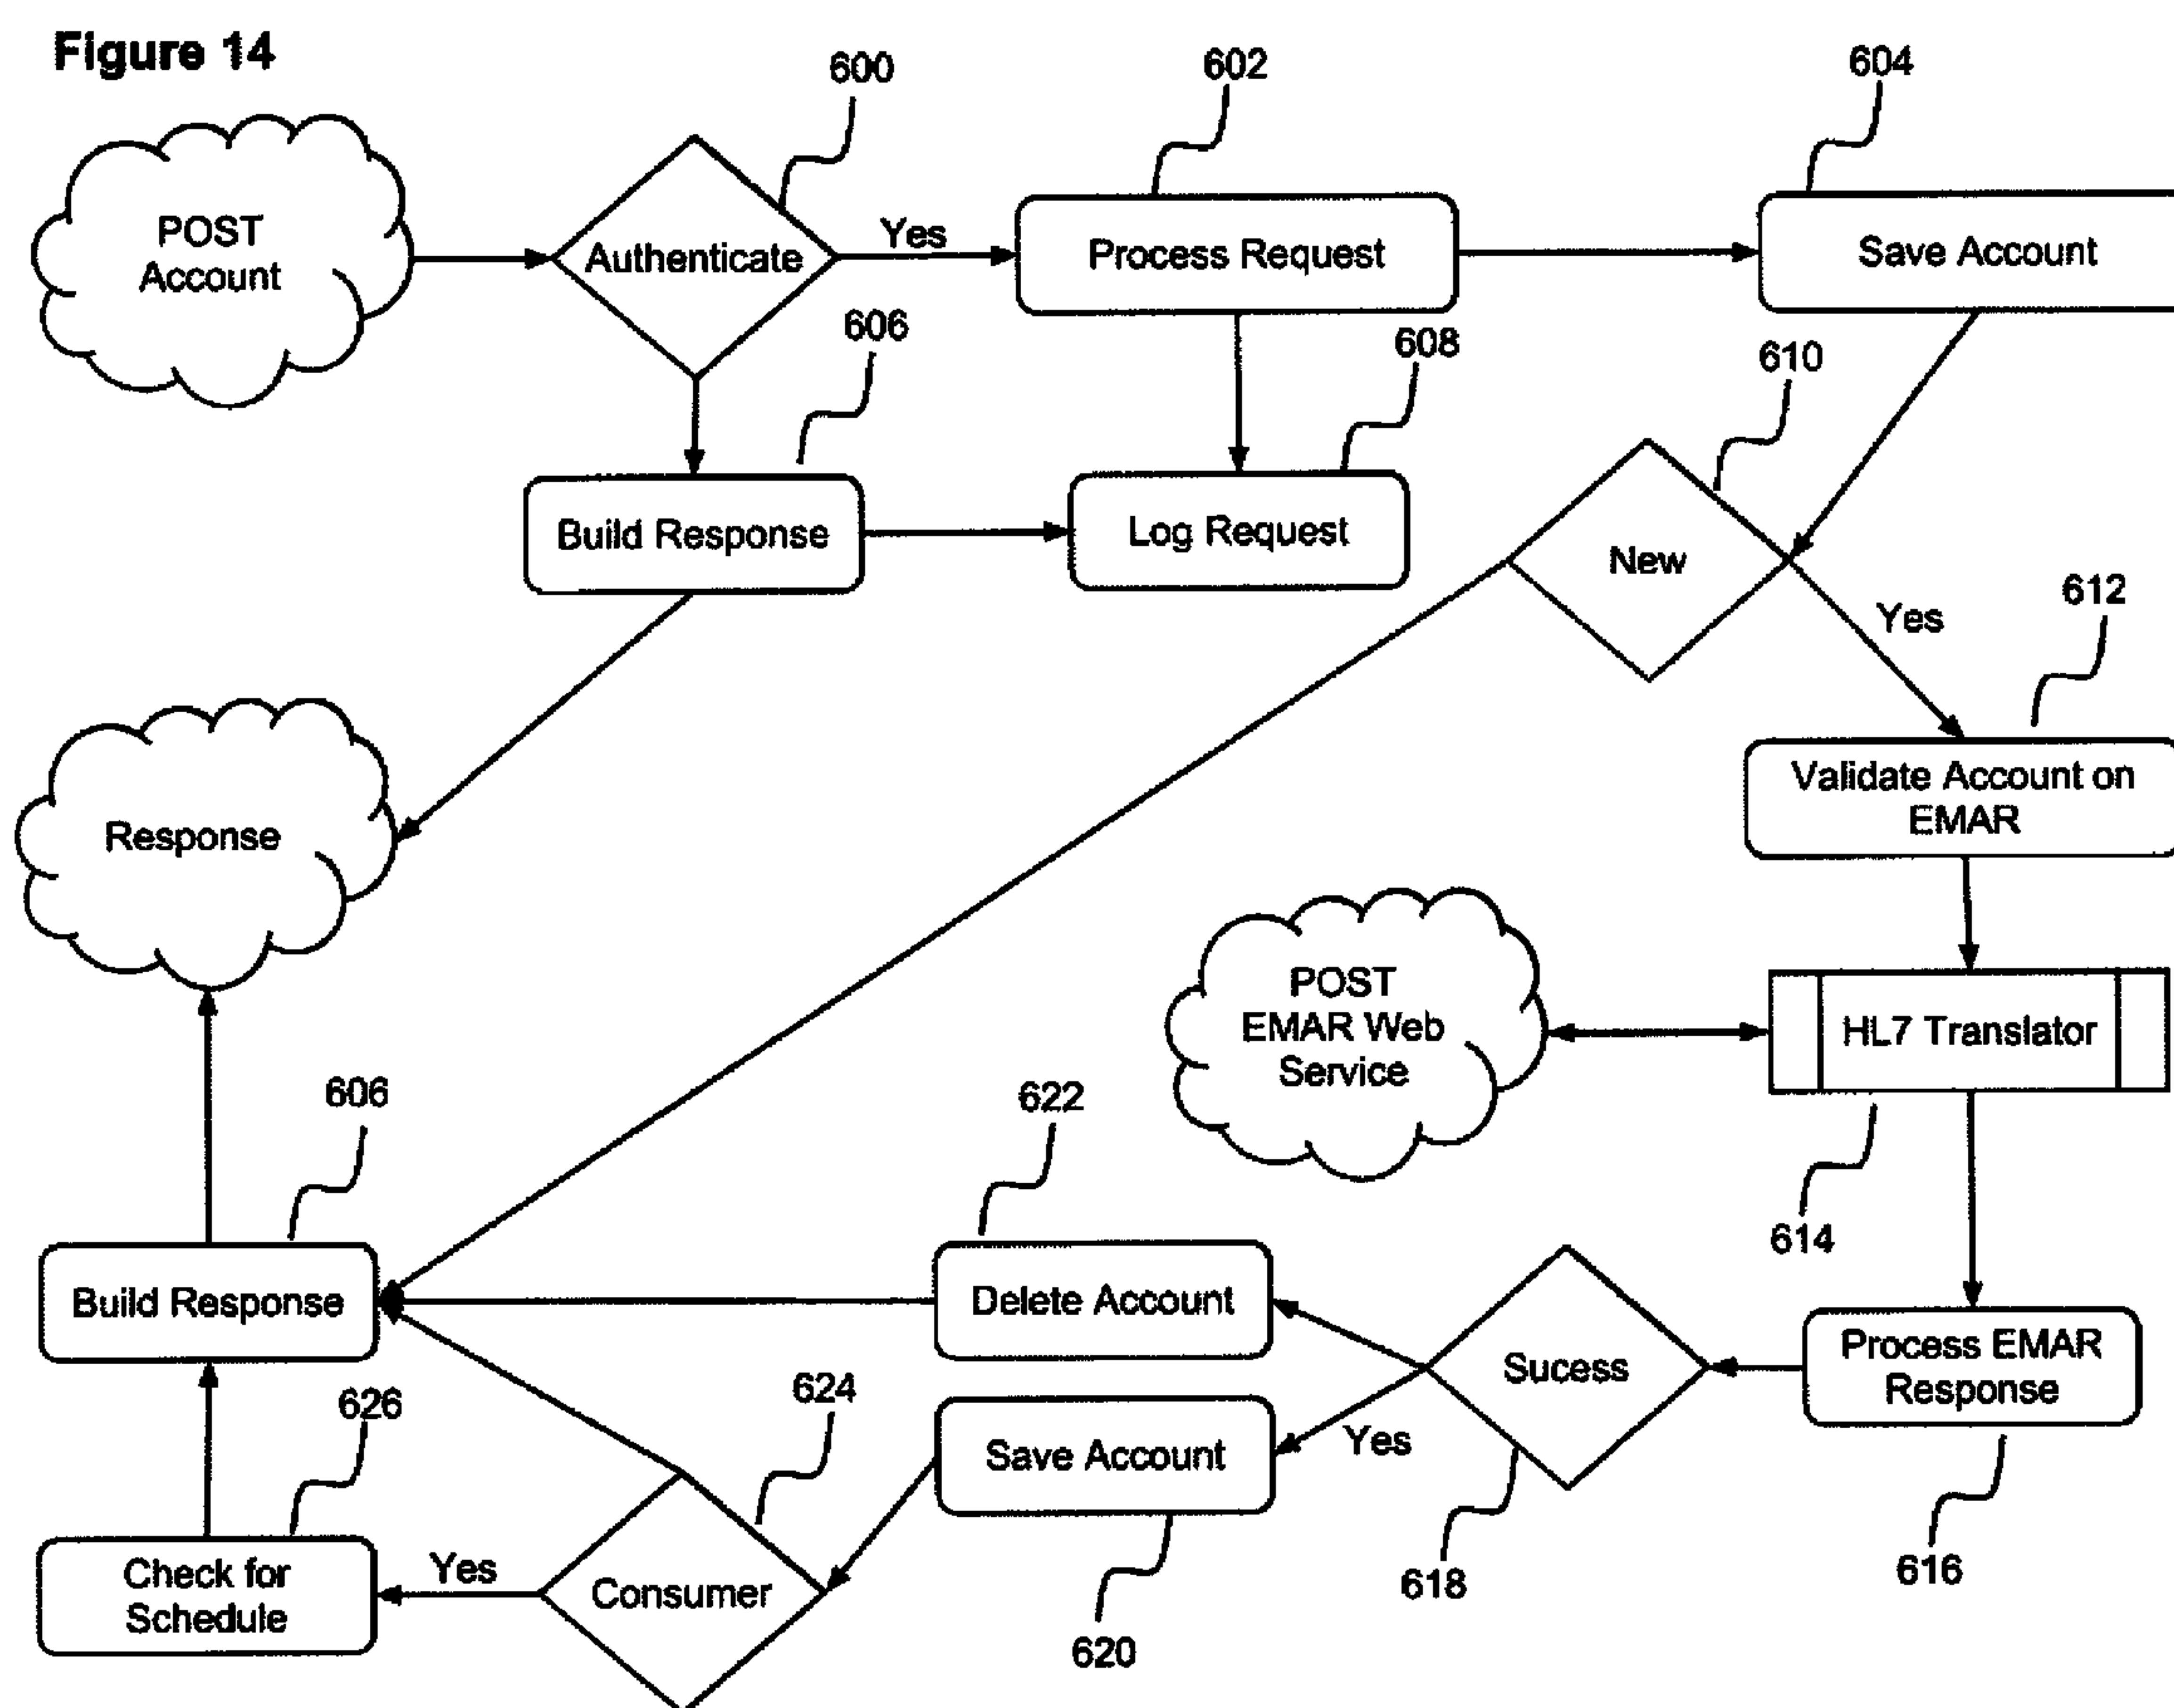 Figure 14
600
602
604
POST
Account
Authenticate
Yes
Process Request
Save Account
606
608
610
Build Response
Log Request
New
Yes
612
Validate Account on
EMAR
Response
POST
EMAR Web
Service
HL7 Translator
614
606
622
Build Response
Delete Account
Sucess
Process EMAR
Response
626
624
Save Account
Yes
Check for
Schedule
Yes
Consumer
620
618
616